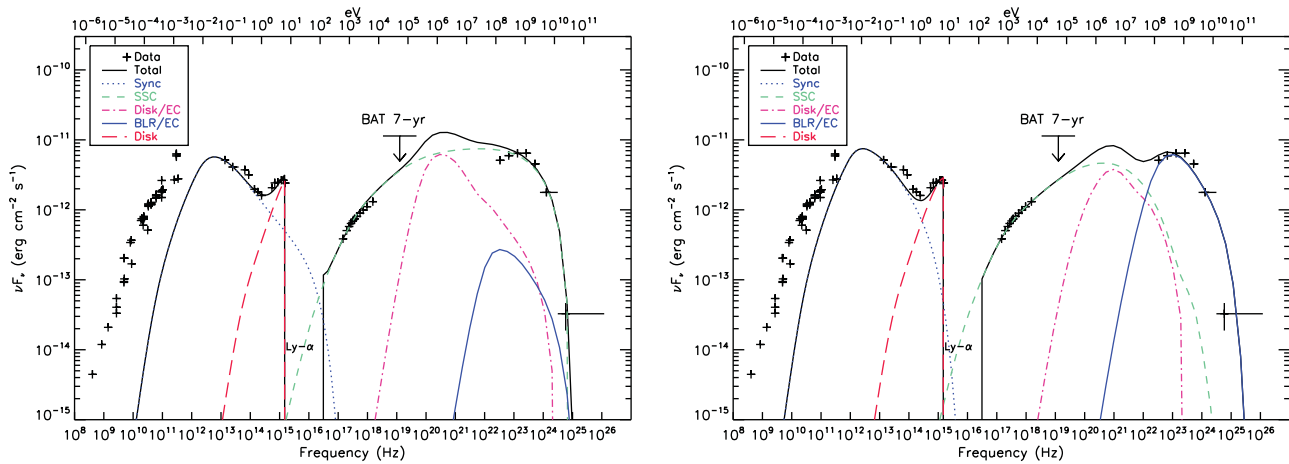 eV
10⁻⁶ 10⁻⁵ 10⁻⁴ 10⁻³ 10⁻² 10⁻¹ 10⁰ 10¹ 10² 10³ 10⁴ 10⁵ 10⁶ 10⁷ 10⁸ 10⁹ 10¹⁰ 10¹¹
Data
Total
Sync
SSC
Disk/EC
BLR/EC
Disk
BAT 7-yr
Ly-α
νFᵥ (erg cm⁻² s⁻¹)
10⁻¹⁰
10⁻¹¹
10⁻¹²
10⁻¹³
10⁻¹⁴
10⁻¹⁵
10⁸ 10⁹ 10¹⁰ 10¹¹ 10¹² 10¹³ 10¹⁴ 10¹⁵ 10¹⁶ 10¹⁷ 10¹⁸ 10¹⁹ 10²⁰ 10²¹ 10²² 10²³ 10²⁴ 10²⁵ 10²⁶
Frequency (Hz)
eV
10⁻⁶ 10⁻⁵ 10⁻⁴ 10⁻³ 10⁻² 10⁻¹ 10⁰ 10¹ 10² 10³ 10⁴ 10⁵ 10⁶ 10⁷ 10⁸ 10⁹ 10¹⁰ 10¹¹
Data
Total
Sync
SSC
Disk/EC
BLR/EC
Disk
BAT 7-yr
Ly-α
νFᵥ (erg cm⁻² s⁻¹)
10⁻¹⁰
10⁻¹¹
10⁻¹²
10⁻¹³
10⁻¹⁴
10⁻¹⁵
10⁸ 10⁹ 10¹⁰ 10¹¹ 10¹² 10¹³ 10¹⁴ 10¹⁵ 10¹⁶ 10¹⁷ 10¹⁸ 10¹⁹ 10²⁰ 10²¹ 10²² 10²³ 10²⁴ 10²⁵ 10²⁶
Frequency (Hz)